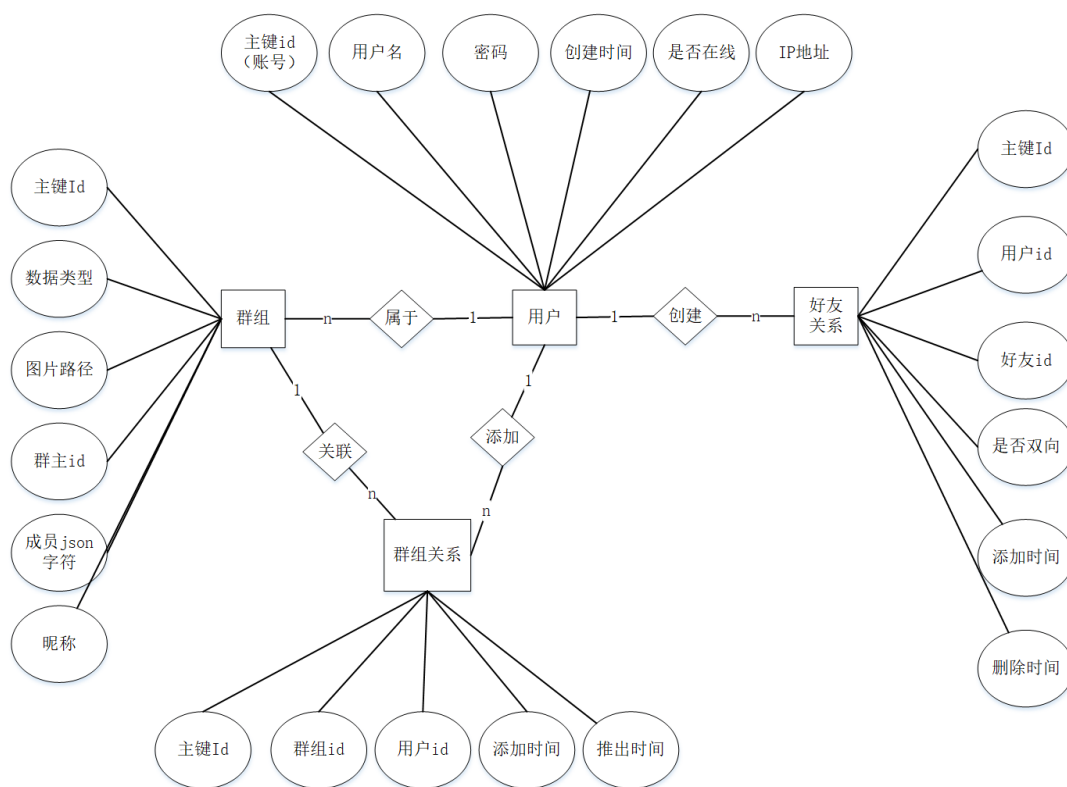 主键id
（账号）
用户名
密码
创建时间
是否在线
IP地址
主键Id
数据类型
图片路径
群主id
成员json
字符
昵称
群组
n
属于
1
用户
1
创建
n
好友
关系
主键Id
用户id
好友id
是否双向
添加时间
删除时间
1
关联
n
1
添加
n
群组关系
主键Id
群组id
用户id
添加时间
推出时间